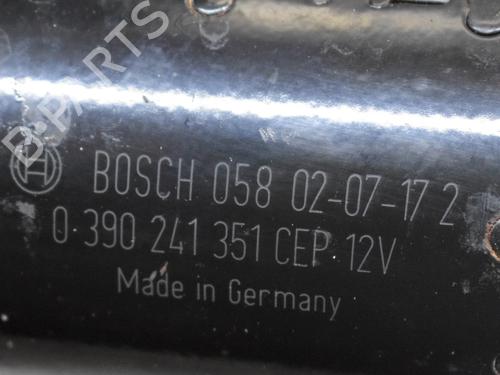 B-PARTS
BOSCH 058 02-07-17 2
0 390 241 351 CEP 12V
Made in Germany